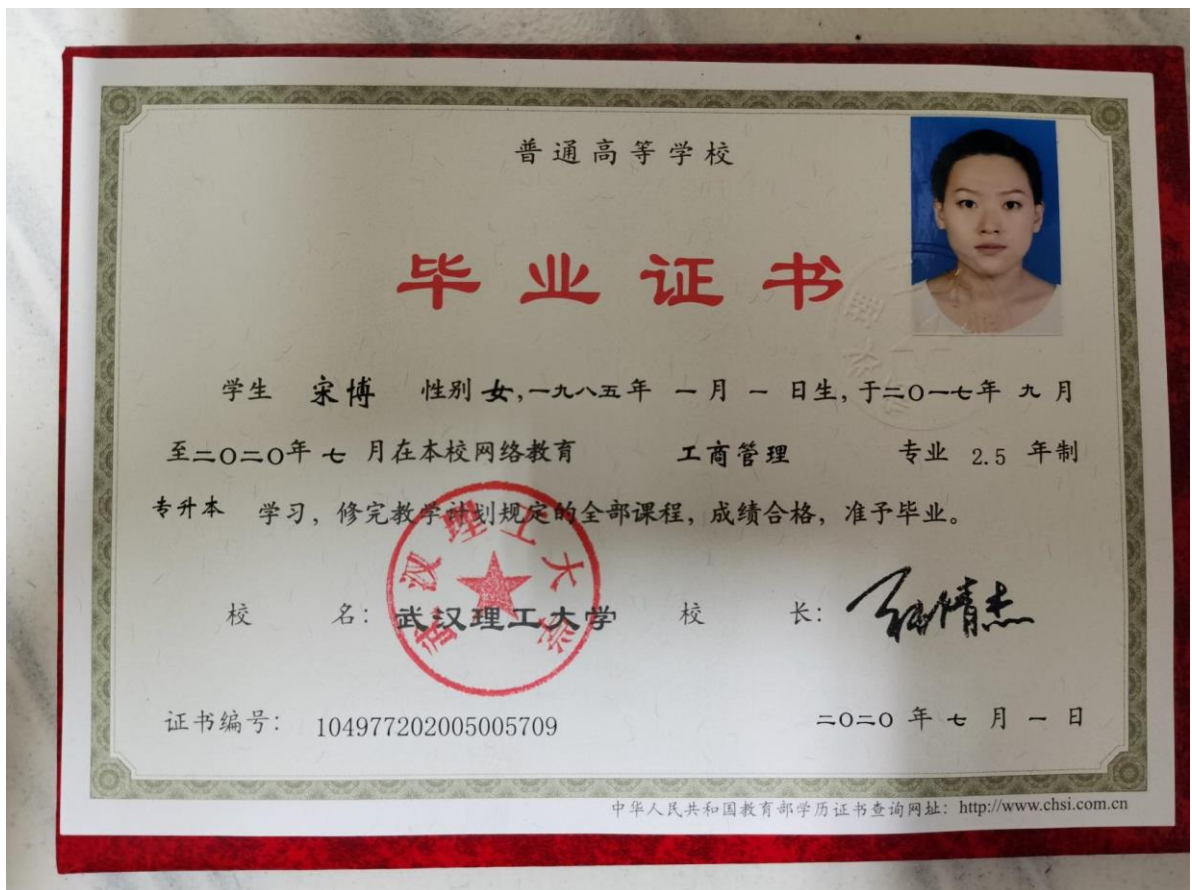 普通高等学校
毕业证书
学生 宋博 性别 女,一九八五年 一月 一 日生, 于二〇一七年 九月
至二〇二〇年 七 月在本校网络教育 工商管理 专业 2.5 年制
专升本 学习, 修完教学计划规定的全部课程, 成绩合格, 准予毕业。
武汉理工大学
校 名: 武汉理工大学 校 长:
证书编号: 104977202005005709 二〇二〇 年 七 月 一 日
中华人民共和国教育部学历证书查询网址: http://www.chsi.com.cn